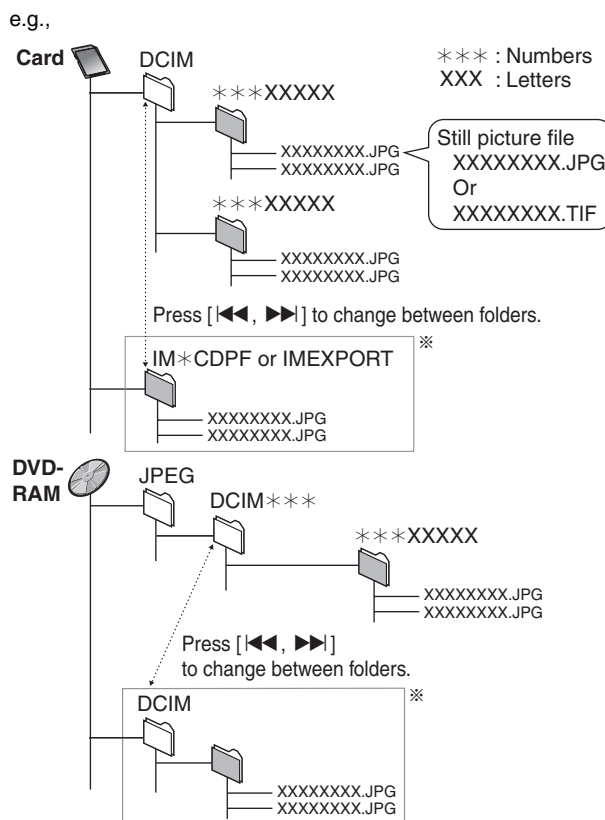 e.g.,
Card
DCIM
✳✳✳ : Numbers
XXX : Letters
✳✳✳XXXXX
XXXXXXXX.JPG
XXXXXXXX.JPG
Still picture file
XXXXXXXX.JPG
Or
XXXXXXXX.TIF
✳✳✳XXXXX
XXXXXXXX.JPG
XXXXXXXX.JPG
Press [⏮, ⏭] to change between folders.
※
IM✳CDPF or IMEXPORT
XXXXXXXX.JPG
XXXXXXXX.JPG
DVD-
RAM
JPEG
DCIM✳✳✳
✳✳✳XXXXX
XXXXXXXX.JPG
XXXXXXXX.JPG
Press [⏮, ⏭]
to change between folders.
※
DCIM
XXXXXXXX.JPG
XXXXXXXX.JPG